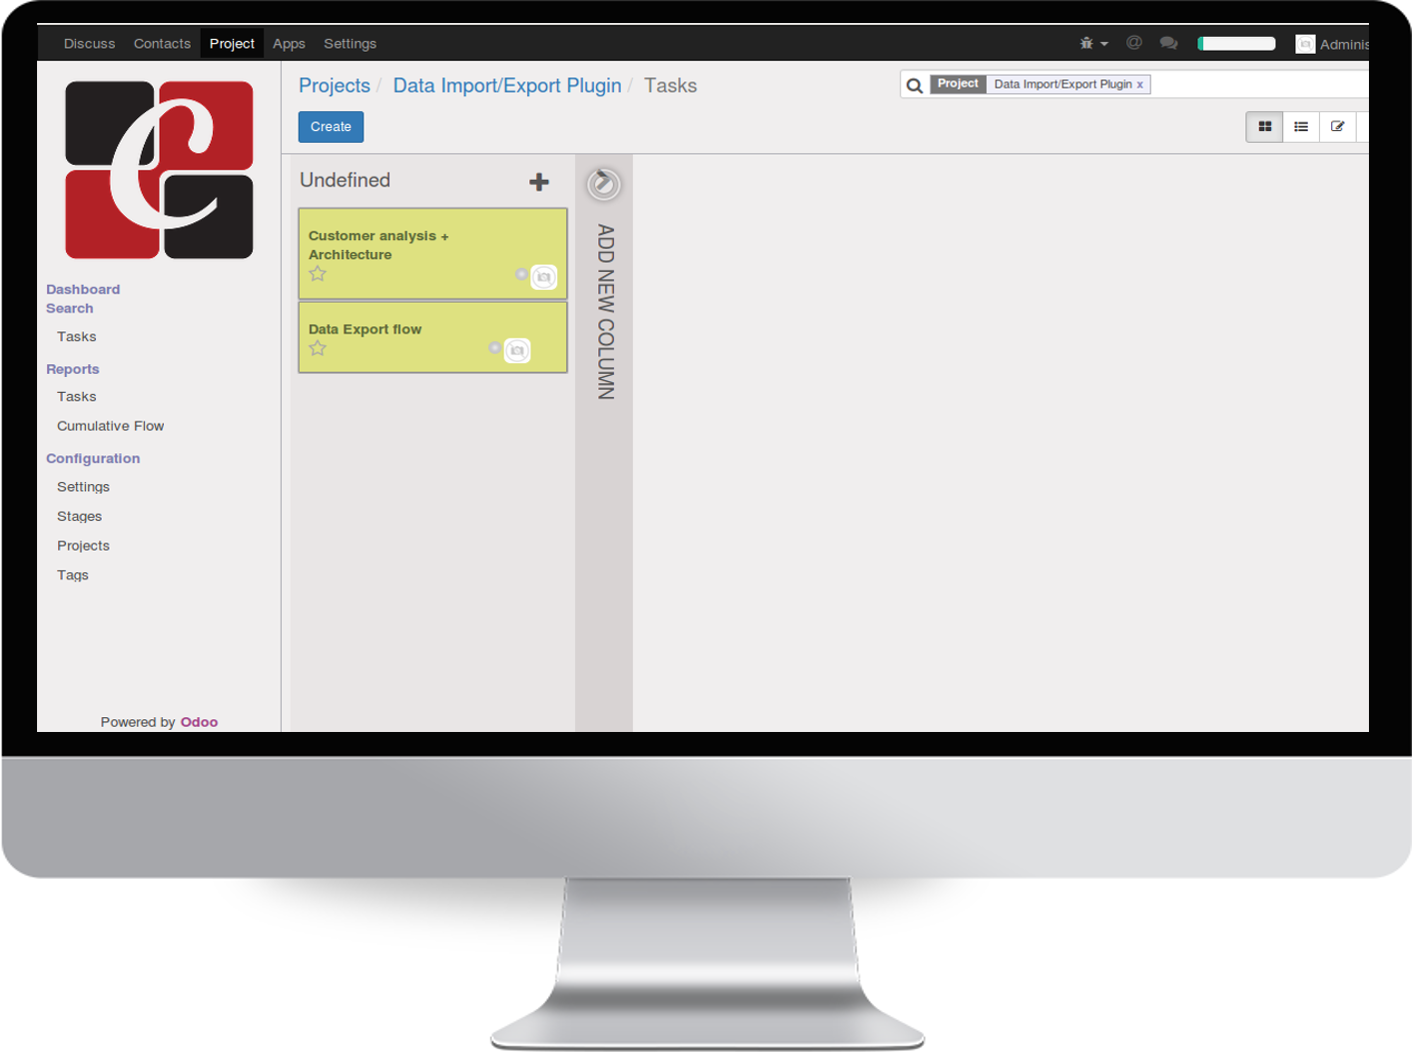 Discuss Contacts Project Apps Settings
Adminis
Projects / Data Import/Export Plugin / Tasks
Project Data Import/Export Plugin x
Create
C
Dashboard
Search
Tasks
Reports
Tasks
Cumulative Flow
Configuration
Settings
Stages
Projects
Tags
Powered by Odoo
Undefined
Customer analysis +
Architecture
Data Export flow
ADD NEW COLUMN